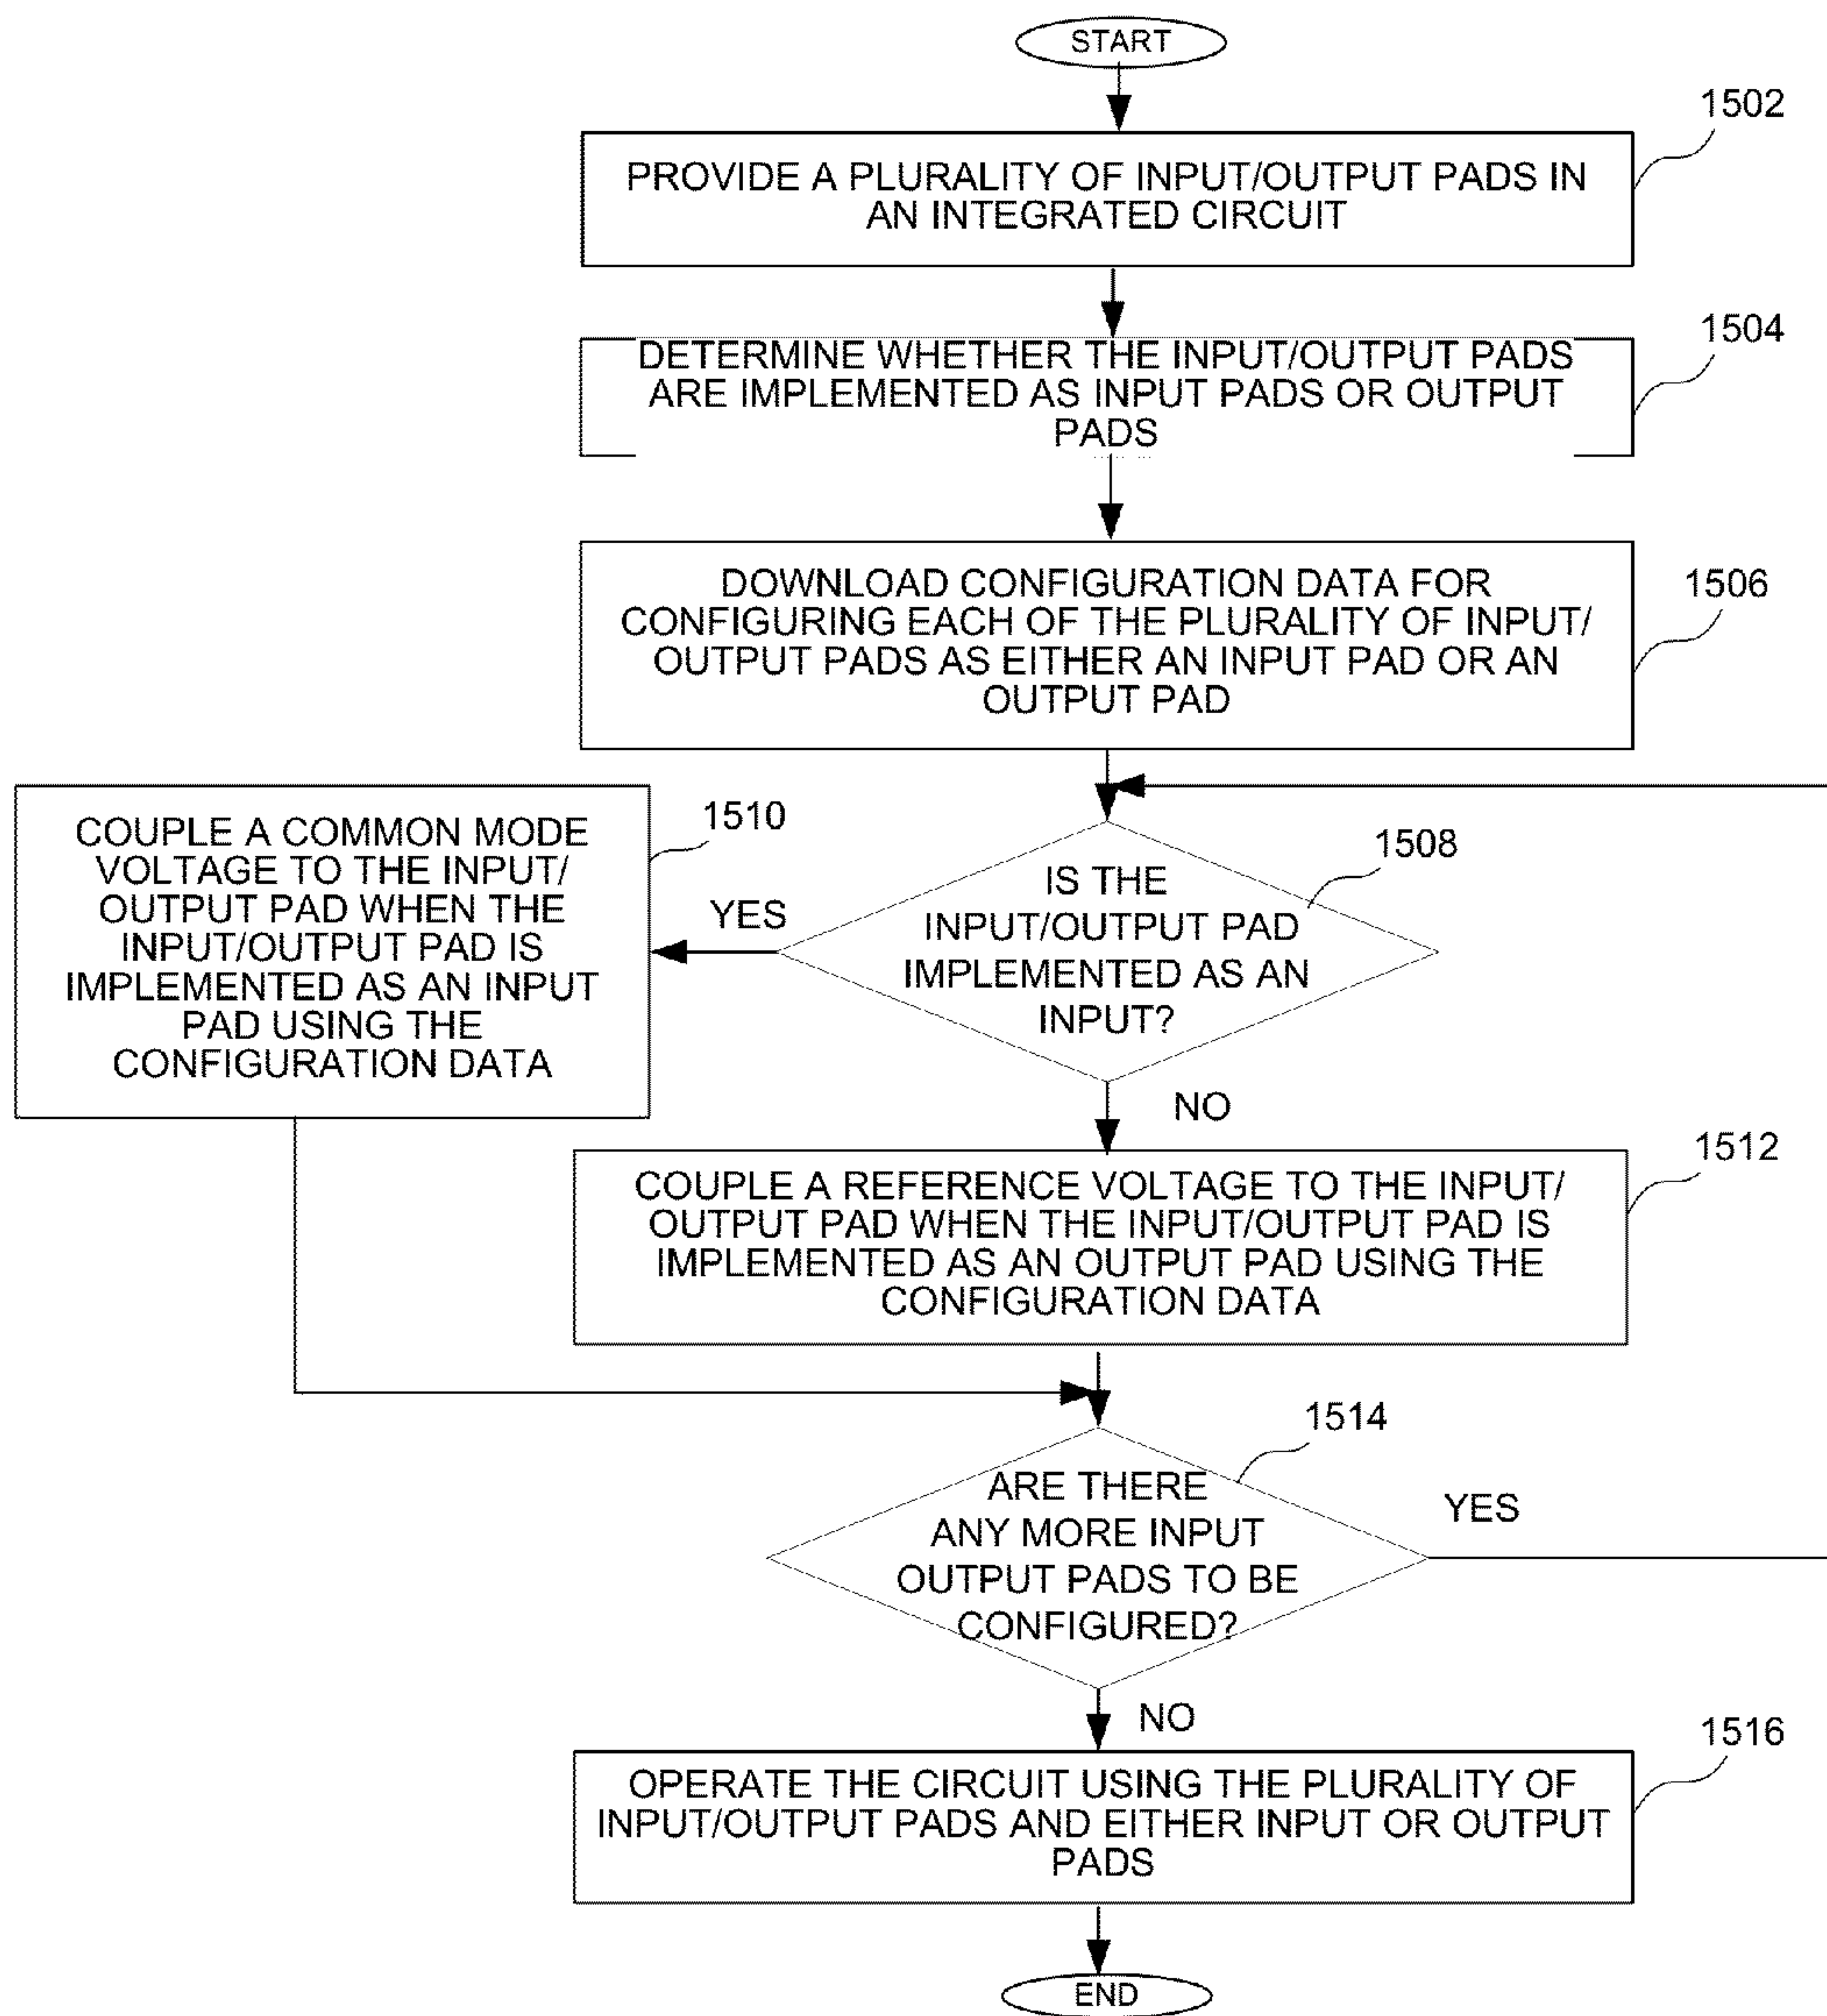 START
1502
PROVIDE A PLURALITY OF INPUT/OUTPUT PADS IN
AN INTEGRATED CIRCUIT
1504
DETERMINE WHETHER THE INPUT/OUTPUT PADS
ARE IMPLEMENTED AS INPUT PADS OR OUTPUT
PADS
1506
DOWNLOAD CONFIGURATION DATA FOR
CONFIGURING EACH OF THE PLURALITY OF INPUT/
OUTPUT PADS AS EITHER AN INPUT PAD OR AN
OUTPUT PAD
1508
IS THE
INPUT/OUTPUT PAD
IMPLEMENTED AS AN
INPUT?
YES
1510
COUPLE A COMMON MODE
VOLTAGE TO THE INPUT/
OUTPUT PAD WHEN THE
INPUT/OUTPUT PAD IS
IMPLEMENTED AS AN INPUT
PAD USING THE
CONFIGURATION DATA
NO
1512
COUPLE A REFERENCE VOLTAGE TO THE INPUT/
OUTPUT PAD WHEN THE INPUT/OUTPUT PAD IS
IMPLEMENTED AS AN OUTPUT PAD USING THE
CONFIGURATION DATA
1514
ARE THERE
ANY MORE INPUT
OUTPUT PADS TO BE
CONFIGURED?
YES
NO
1516
OPERATE THE CIRCUIT USING THE PLURALITY OF
INPUT/OUTPUT PADS AND EITHER INPUT OR OUTPUT
PADS
END